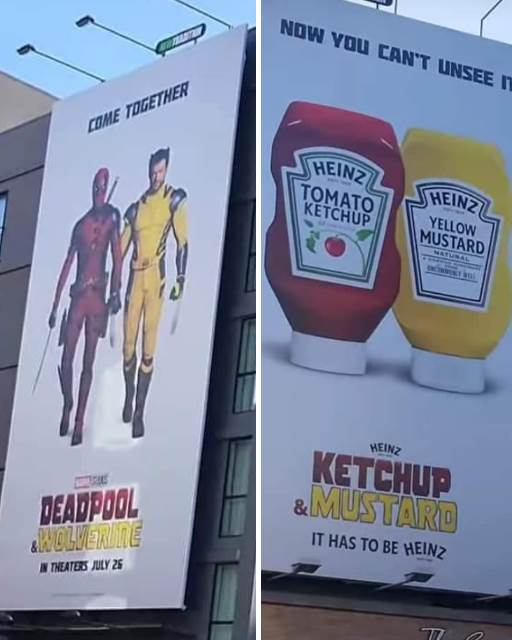 COME TOGETHER
DEADPOOL
& WOLVERINE
IN THEATERS JULY 26
NOW YOU CAN'T UNSEE IT
HEINZ
TOMATO
KETCHUP
HEINZ
YELLOW
MUSTARD
NATURAL
HEINZ
KETCHUP
& MUSTARD
IT HAS TO BE HEINZ